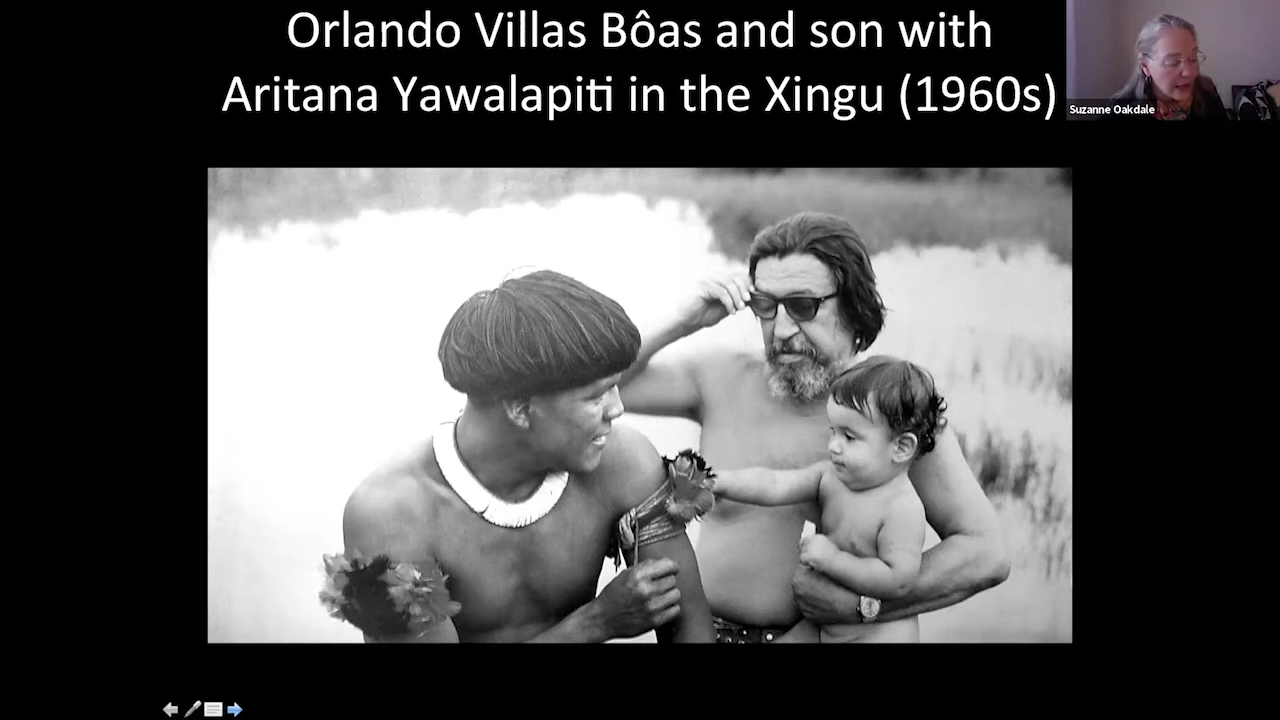 Orlando Villas Bôas and son with
Aritana Yawalapiti in the Xingu (1960s)
Suzanne Oakdale